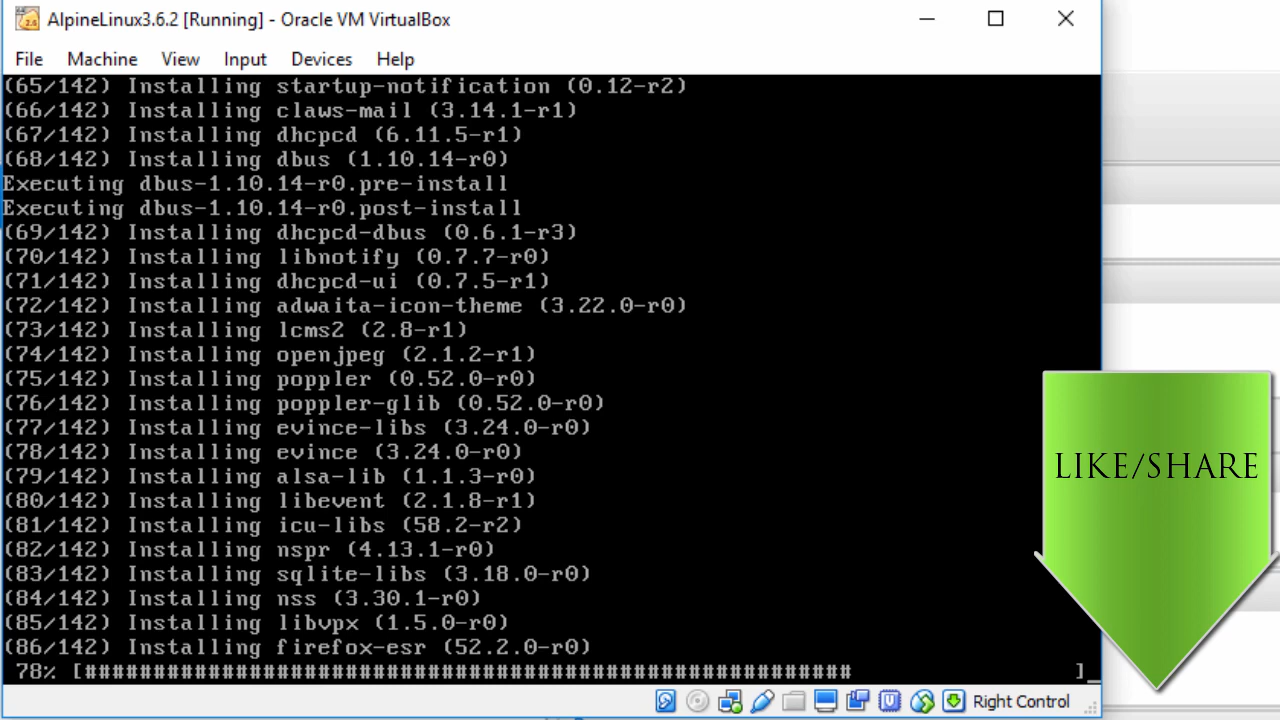 AlpineLinux3.6.2 [Running] - Oracle VM VirtualBox
File Machine View Input Devices Help
(65/142) Installing startup-notification (0.12-r2)
(66/142) Installing claws-mail (3.14.1-r1)
(67/142) Installing dhcpcd (6.11.5-r1)
(68/142) Installing dbus (1.10.14-r0)
Executing dbus-1.10.14-r0.pre-install
Executing dbus-1.10.14-r0.post-install
(69/142) Installing dhcpcd-dbus (0.6.1-r3)
(70/142) Installing libnotify (0.7.7-r0)
(71/142) Installing dhcpcd-ui (0.7.5-r1)
(72/142) Installing adwaita-icon-theme (3.22.0-r0)
(73/142) Installing lcms2 (2.8-r1)
(74/142) Installing openjpeg (2.1.2-r1)
(75/142) Installing poppler (0.52.0-r0)
(76/142) Installing poppler-glib (0.52.0-r0)
(77/142) Installing evince-libs (3.24.0-r0)
(78/142) Installing evince (3.24.0-r0)
(79/142) Installing alsa-lib (1.1.3-r0)
(80/142) Installing libevent (2.1.8-r1)
(81/142) Installing icu-libs (58.2-r2)
(82/142) Installing nspr (4.13.1-r0)
(83/142) Installing sqlite-libs (3.18.0-r0)
(84/142) Installing nss (3.30.1-r0)
(85/142) Installing libvpx (1.5.0-r0)
(86/142) Installing firefox-esr (52.2.0-r0)
78% [######################################################## ]_
Right Control
LIKE/SHARE